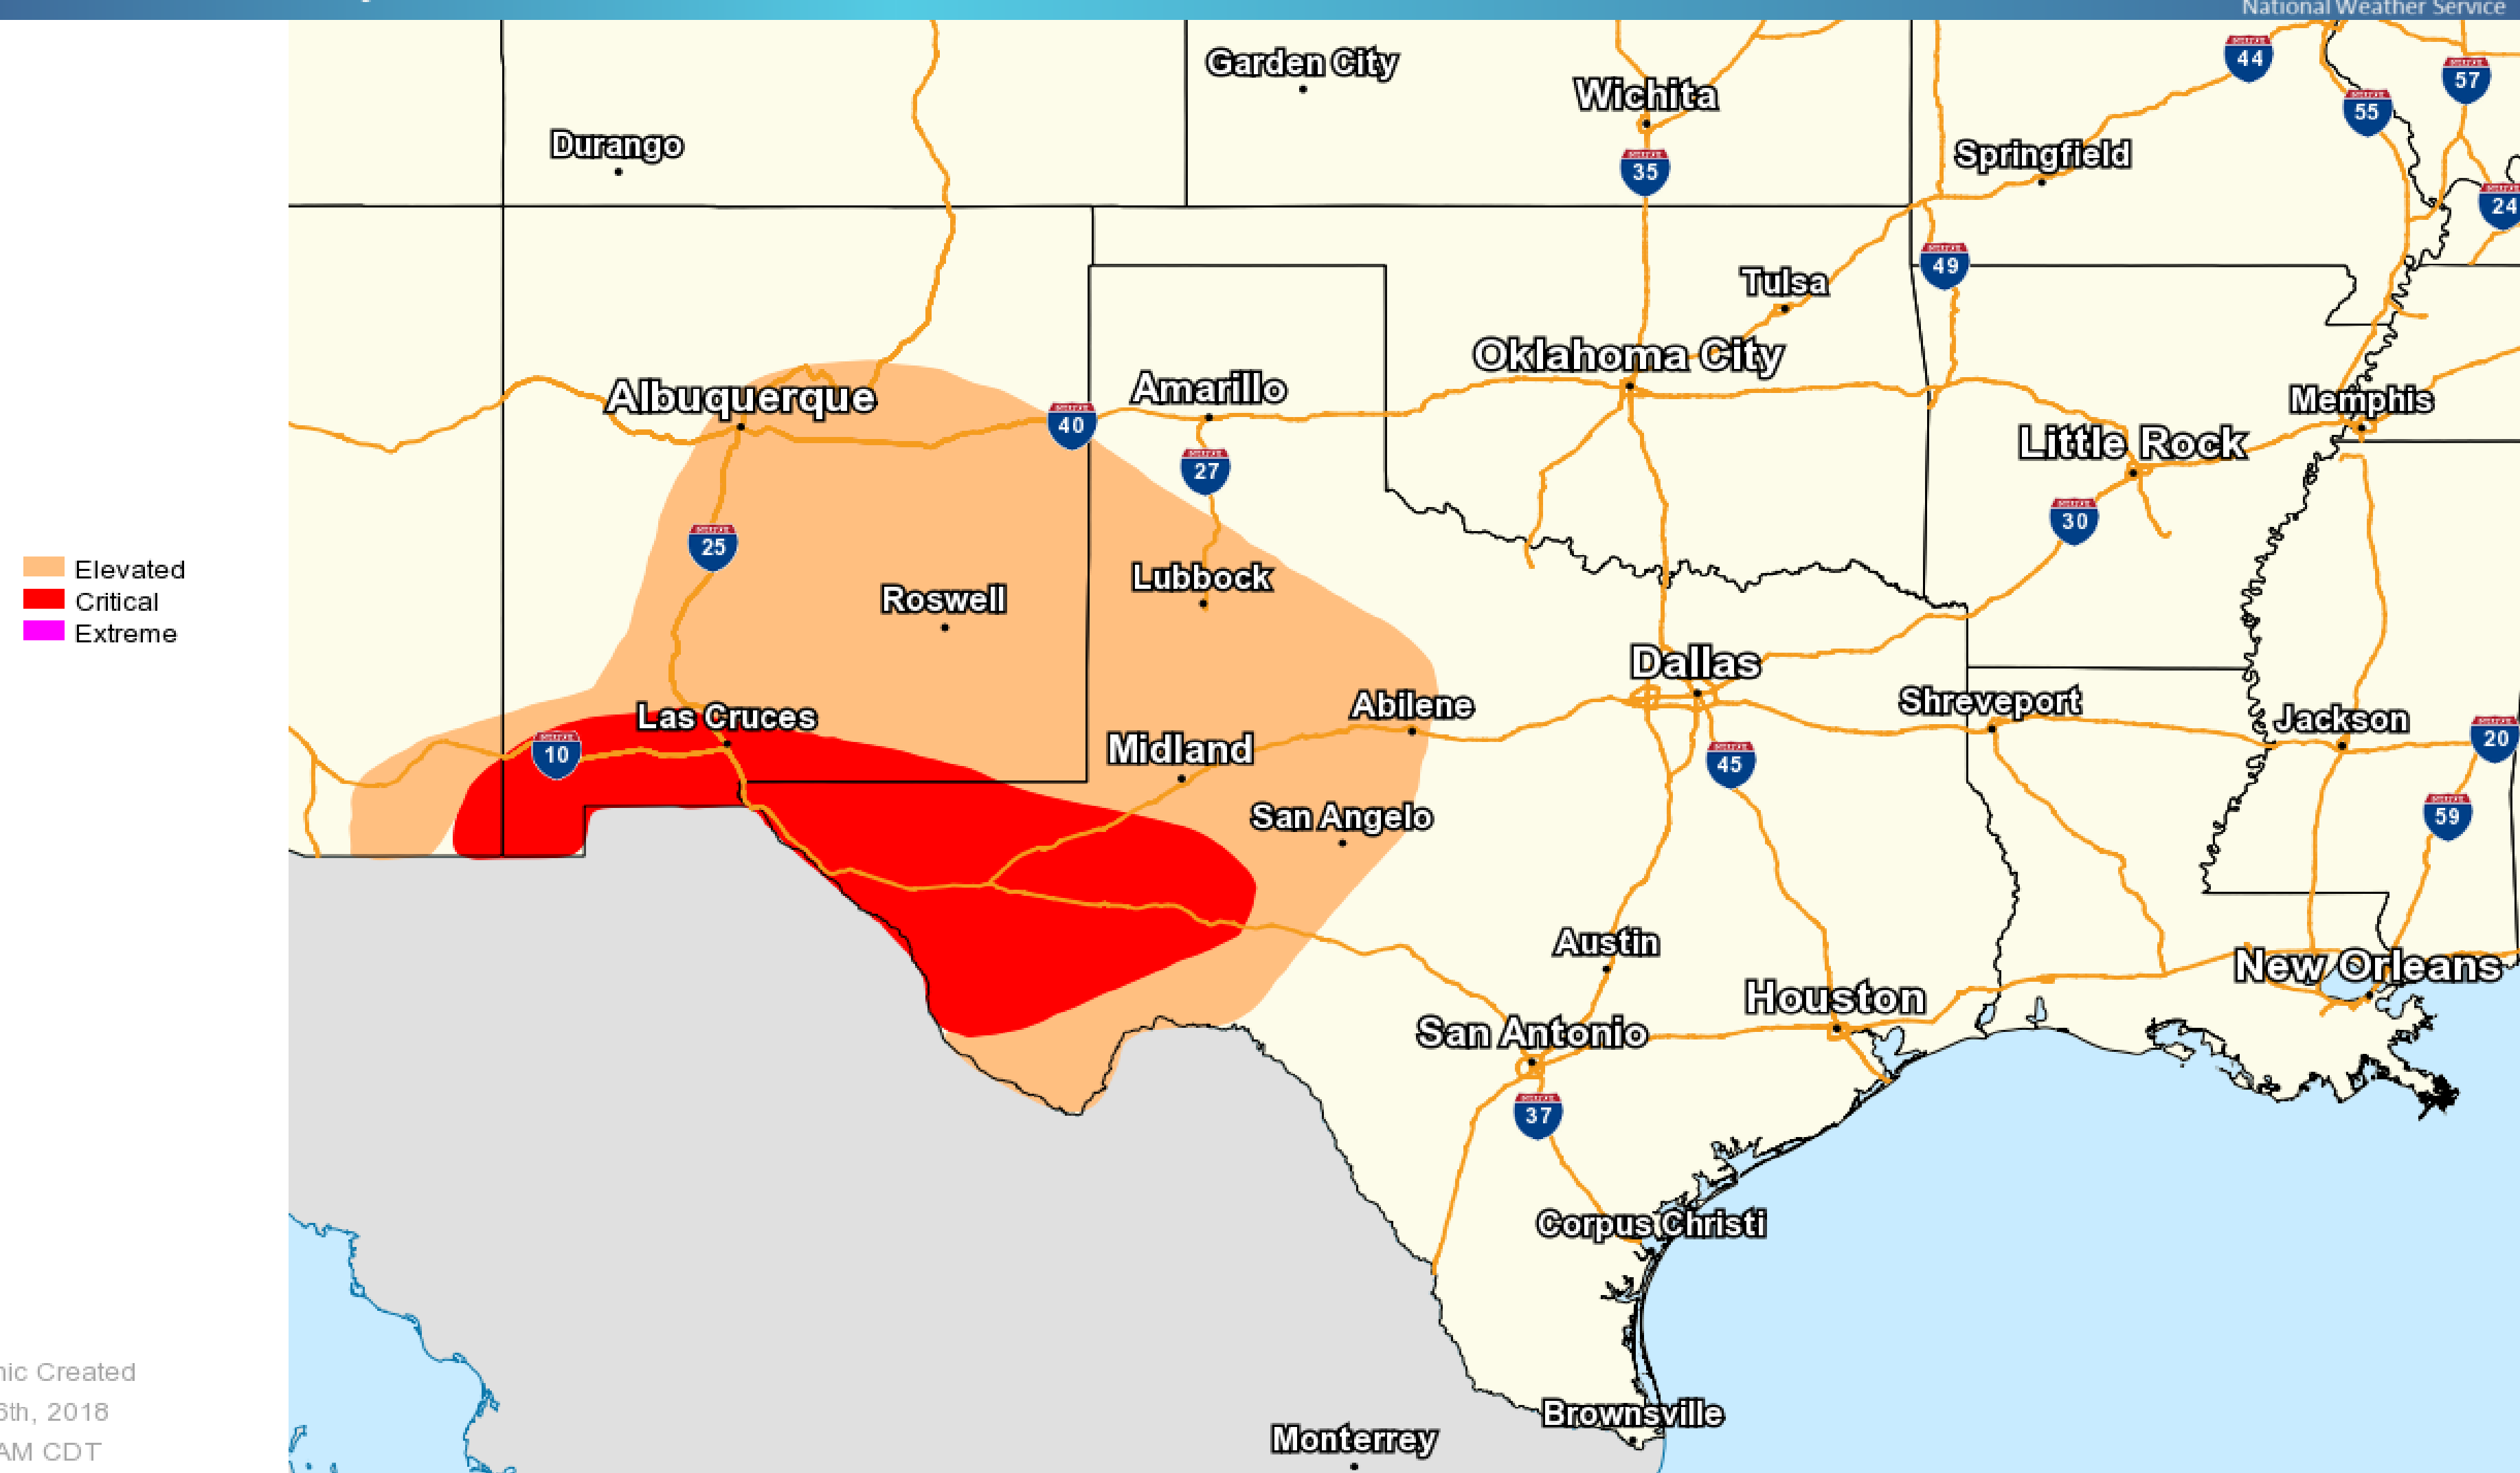 National Weather Service
Garden City
Wichita
Durango
Springfield
44
57
55
35
24
49
Tulsa
Oklahoma City
Albuquerque
Amarillo
40
Memphis
Little Rock
27
30
25
Elevated
Critical
Extreme
Lubbock
Roswell
Dallas
Shreveport
Abilene
Las Cruces
Jackson
Midland
10
45
20
San Angelo
59
Austin
New Orleans
Houston
San Antonio
37
Corpus Christi
Created
6th, 2018
AM CDT
Brownsville
Monterrey